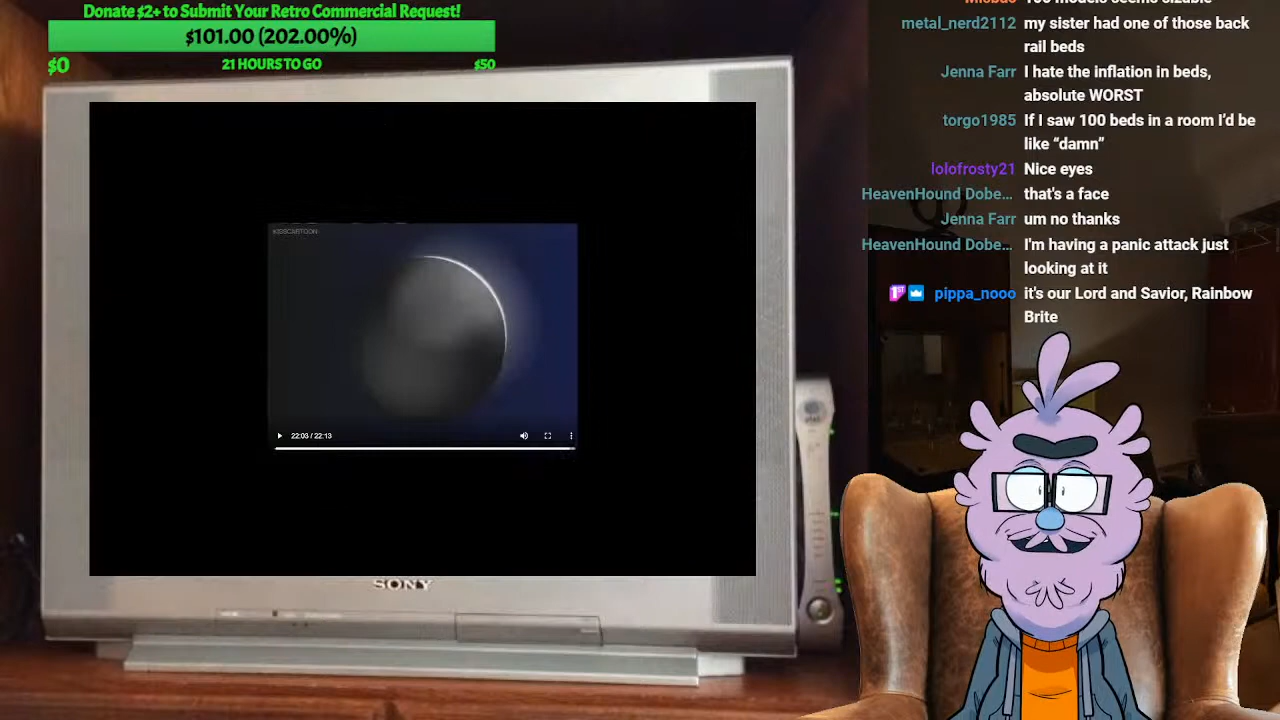 Donate $2+ to Submit Your Retro Commercial Request!
$101.00 (202.00%)
$0 21 HOURS TO GO $50
metal_nerd2112 my sister had one of those back
rail beds
Jenna Farr I hate the inflation in beds,
absolute WORST
torgo1985 If I saw 100 beds in a room I'd be
like “damn”
lolofrosty21 Nice eyes
HeavenHound Dobe… that's a face
Jenna Farr um no thanks
HeavenHound Dobe… I'm having a panic attack just
looking at it
pippa_nooo it's our Lord and Savior, Rainbow
Brite
22:03 / 22:13
SONY